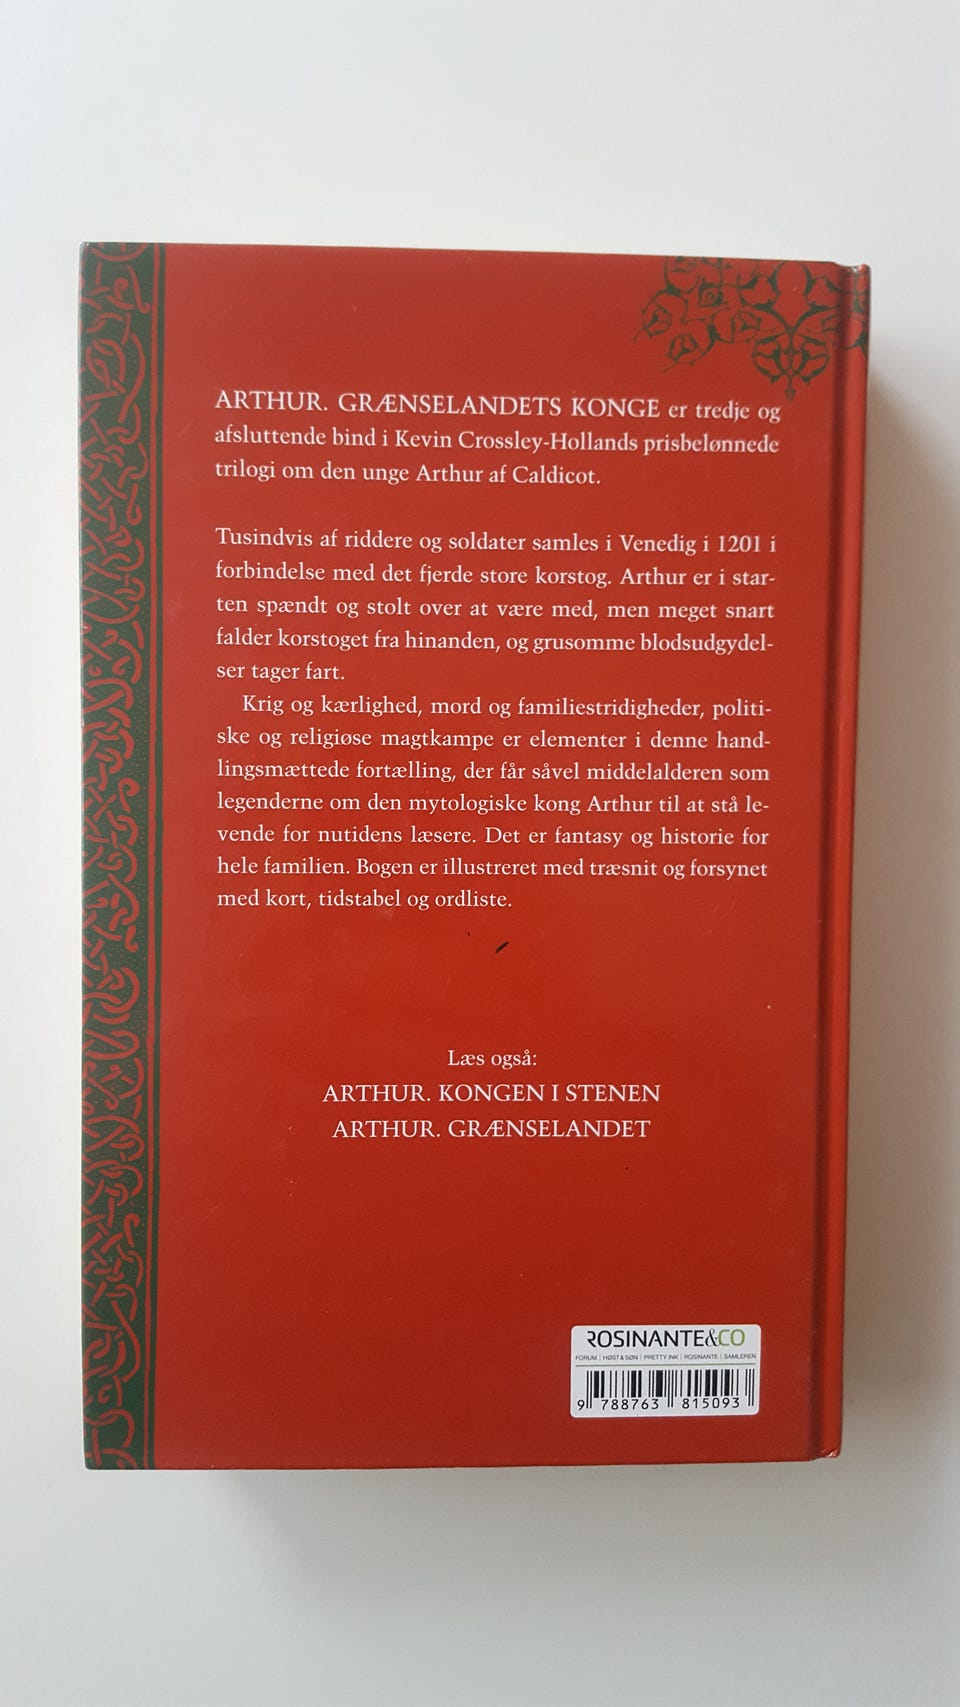 ARTHUR. GRÆNSELANDETS KONGE er tredje og
afsluttende bind i Kevin Crossley-Hollands prisbelønnede
trilogi om den unge Arthur af Caldicot.
Tusindvis af riddere og soldater samles i Venedig i 1201 i
forbindelse med det fjerde store korstog. Arthur er i star-
ten spændt og stolt over at være med, men meget snart
falder korstoget fra hinanden, og grusomme blodsudgydel-
ser tager fart.
Krig og kærlighed, mord og familiestridigheder, politi-
ske og religiøse magtkampe er elementer i denne hand-
lingsmættede fortælling, der får såvel middelalderen som
legenderne om den mytologiske kong Arthur til at stå le-
vende for nutidens læsere. Det er fantasy og historie for
hele familien. Bogen er illustreret med træsnit og forsynet
med kort, tidstabel og ordliste.
Læs også:
ARTHUR. KONGEN I STENEN
ARTHUR. GRÆNSELANDET
ROSINANTE&CO
FORUM | HØST & SØN | PRETTY INK | ROSINANTE | SAMLEREN
9 788763 815093